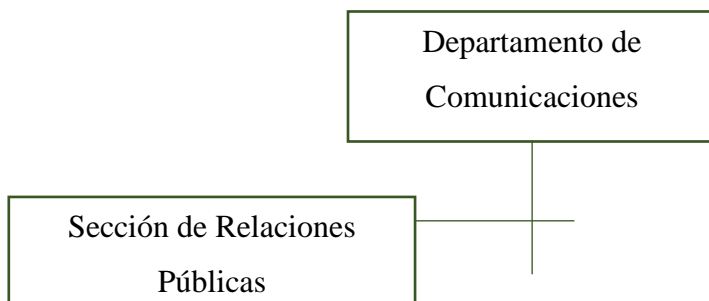 Departamento de
Comunicaciones
Sección de Relaciones
Públicas